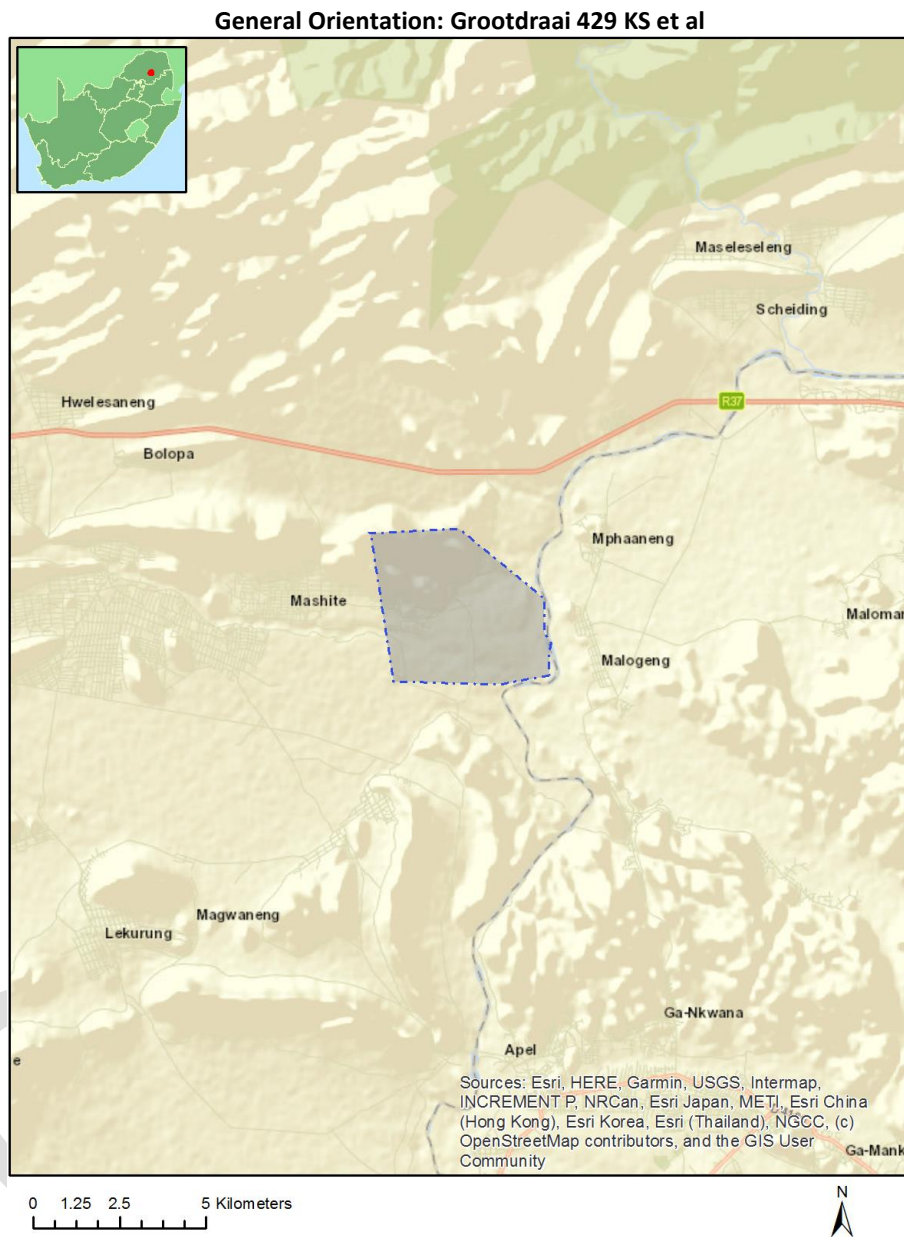 General Orientation: Grootdraai 429 KS et al
Maseleseleng
Scheiding
Hwelesaneng
R37
Bolopa
Mphaaneng
Mashite
Malomar
Malogeng
Magwaneng
Lekurung
Ga-Nkwana
Apel
e
Sources: Esri, HERE, Garmin, USGS, Intermap,
INCREMENT P, NRCan, Esri Japan, METI, Esri China
(Hong Kong), Esri Korea, Esri (Thailand), NGCC, (c)
OpenStreetMap contributors, and the GIS User
Community
Ga-Mank
0 1.25 2.5 5 Kilometers
N